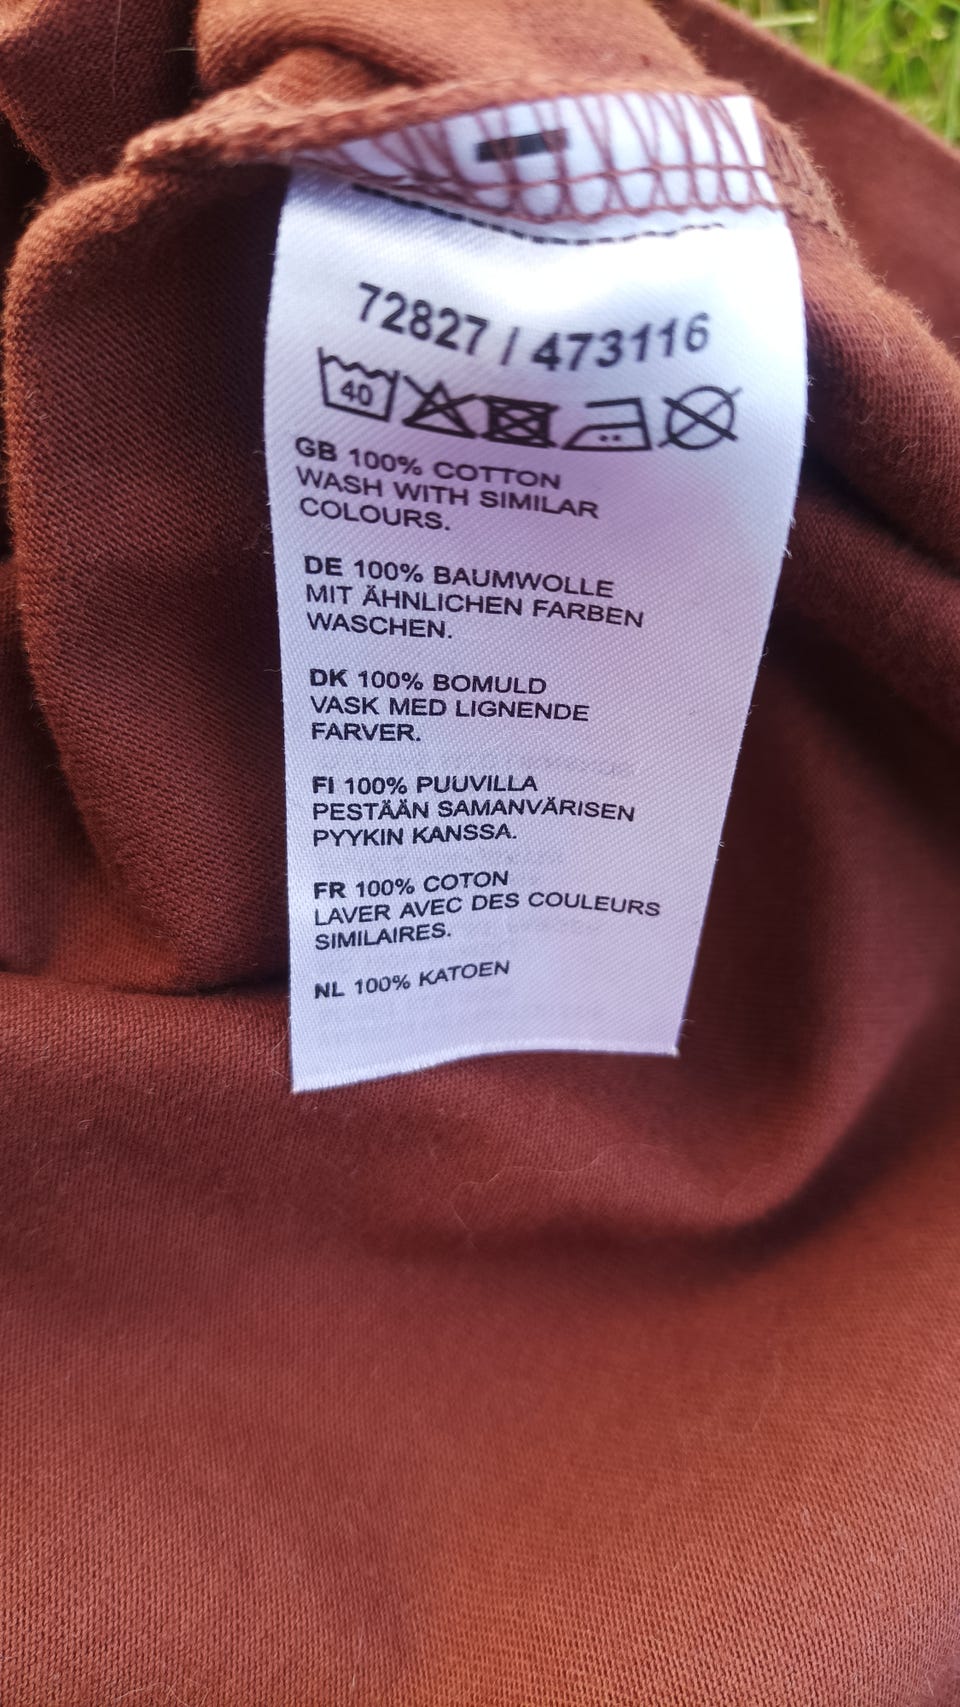 72827 / 473116
40
GB 100% COTTON
WASH WITH SIMILAR
COLOURS.
DE 100% BAUMWOLLE
MIT ÄHNLICHEN FARBEN
WASCHEN.
DK 100% BOMULD
VASK MED LIGNENDE
FARVER.
FI 100% PUUVILLA
PESTÄÄN SAMANVÄRISEN
PYYKIN KANSSA.
FR 100% COTON
LAVER AVEC DES COULEURS
SIMILAIRES.
NL 100% KATOEN